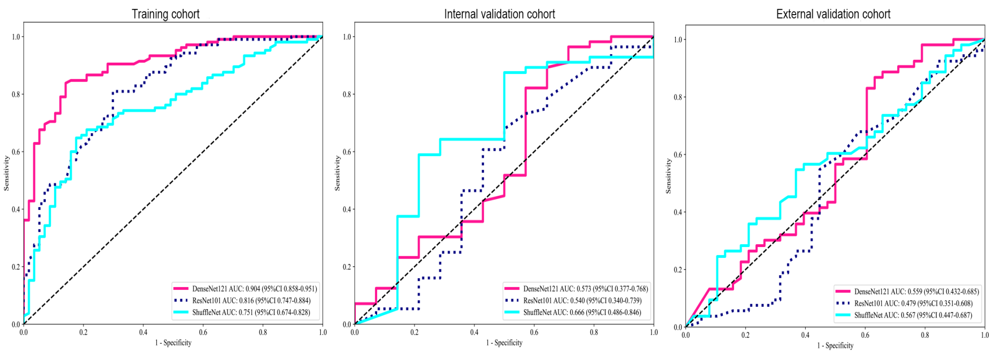 Training cohort
1.0
0.8
0.6
0.4
0.2
0.0
Sensitivity
DenseNet121 AUC: 0.904 (95%CI 0.858-0.951)
ResNet101 AUC: 0.816 (95%CI 0.747-0.884)
ShuffleNet AUC: 0.751 (95%CI 0.674-0.828)
0.0 0.2 0.4 0.6 0.8 1.0
1 - Specificity
Internal validation cohort
1.0
0.8
0.6
0.4
0.2
0.0
Sensitivity
DenseNet121 AUC: 0.573 (95%CI 0.377-0.768)
ResNet101 AUC: 0.540 (95%CI 0.340-0.739)
ShuffleNet AUC: 0.666 (95%CI 0.486-0.846)
0.0 0.2 0.4 0.6 0.8 1.0
1 - Specificity
External validation cohort
1.0
0.8
0.6
0.4
0.2
0.0
Sensitivity
DenseNet121 AUC: 0.559 (95%CI 0.432-0.685)
ResNet101 AUC: 0.479 (95%CI 0.351-0.608)
ShuffleNet AUC: 0.567 (95%CI 0.447-0.687)
0.0 0.2 0.4 0.6 0.8 1.0
1 - Specificity